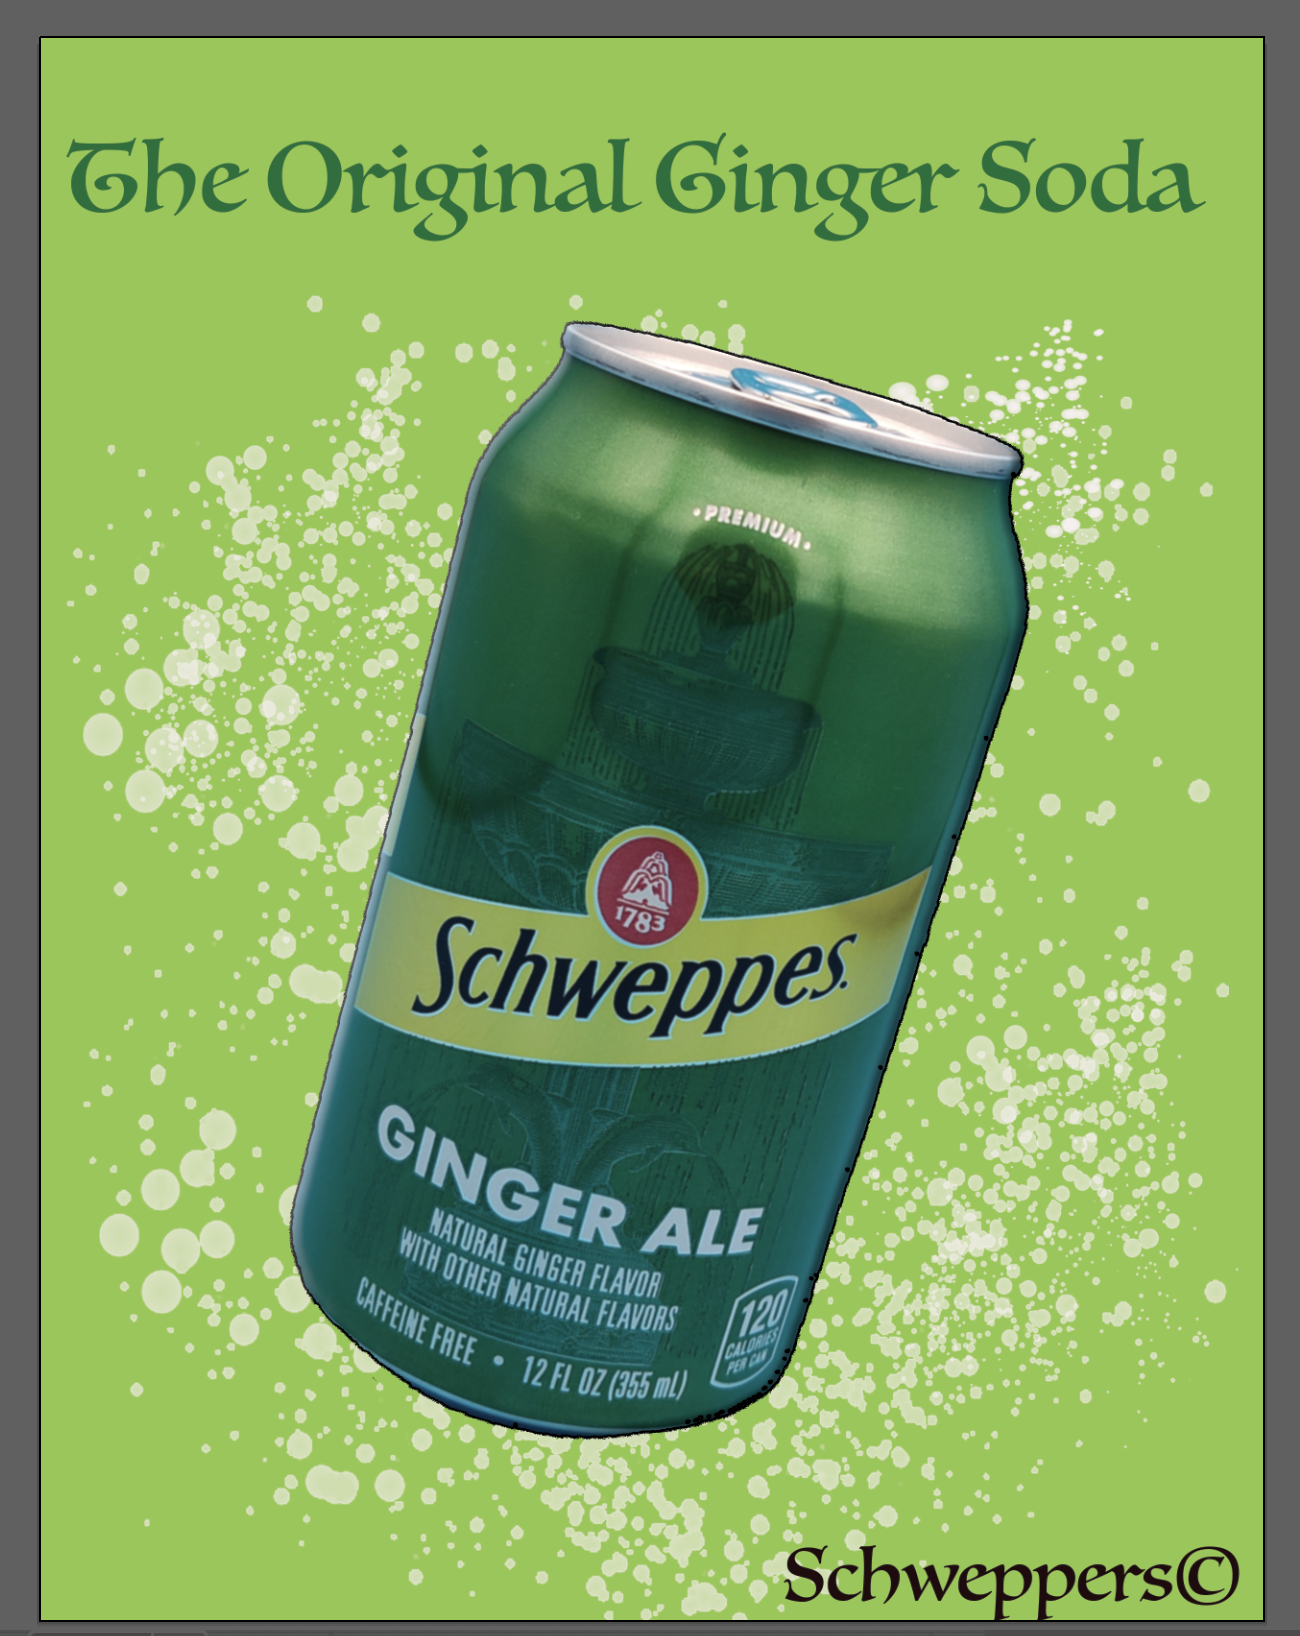 The Original Ginger Soda
·PREMIUM·
1783
Schweppes.
GINGER ALE
NATURAL GINGER FLAVOR
WITH OTHER NATURAL FLAVORS
CAFFEINE FREE • 12 FL OZ (355 mL)
120
CALORIES
PER CAN
Schweppers©